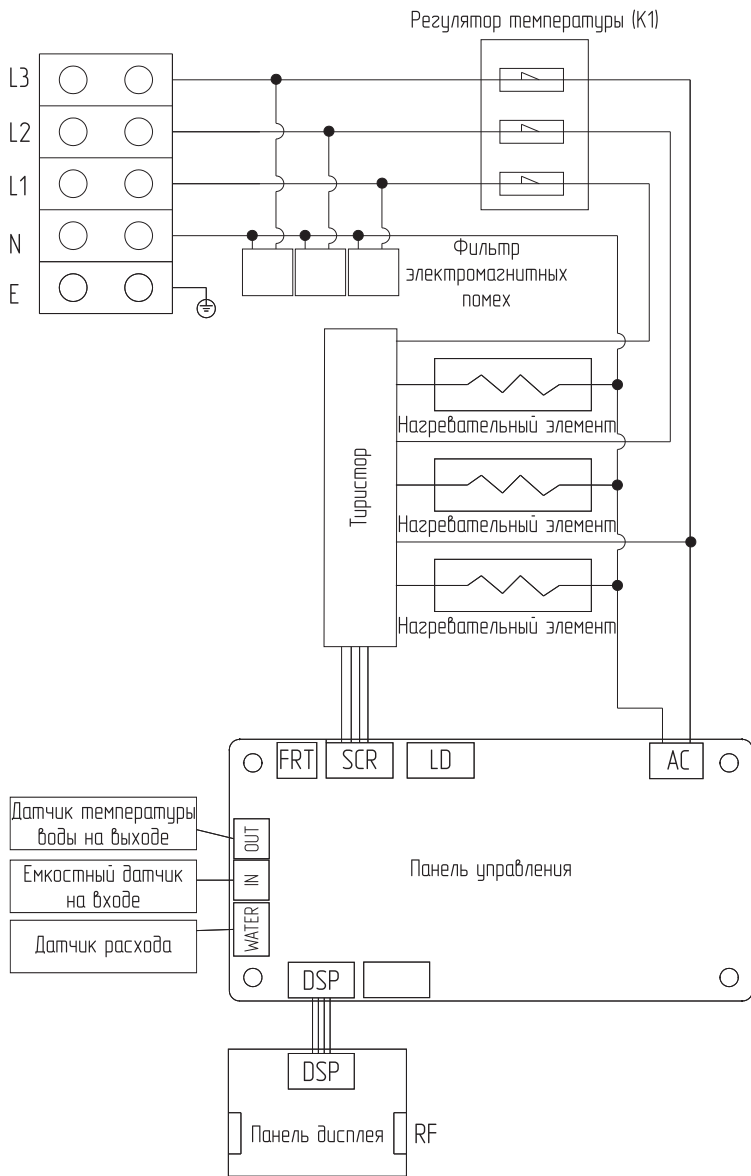 Регулятор температуры (К1)
L3
L2
L1
N
E
Фильтр
электромагнитных
помех
Тиристор
Нагревательный элемент
Нагревательный элемент
Нагревательный элемент
FRT
SCR
LD
AC
Датчик температуры
воды на выходе
OUT
Емкостный датчик
на входе
IN
Датчик расхода
WATER
Панель управления
DSP
DSP
Панель дисплея
RF